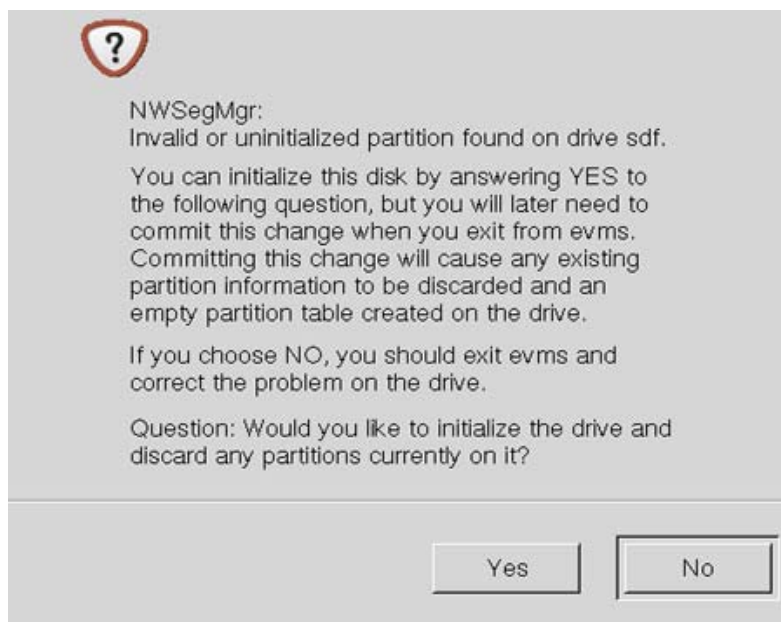 ?
NWSegMgr:
Invalid or uninitialized partition found on drive sdf.
You can initialize this disk by answering YES to
the following question, but you will later need to
commit this change when you exit from evms.
Committing this change will cause any existing
partition information to be discarded and an
empty partition table created on the drive.
If you choose NO, you should exit evms and
correct the problem on the drive.
Question: Would you like to initialize the drive and
discard any partitions currently on it?
Yes No